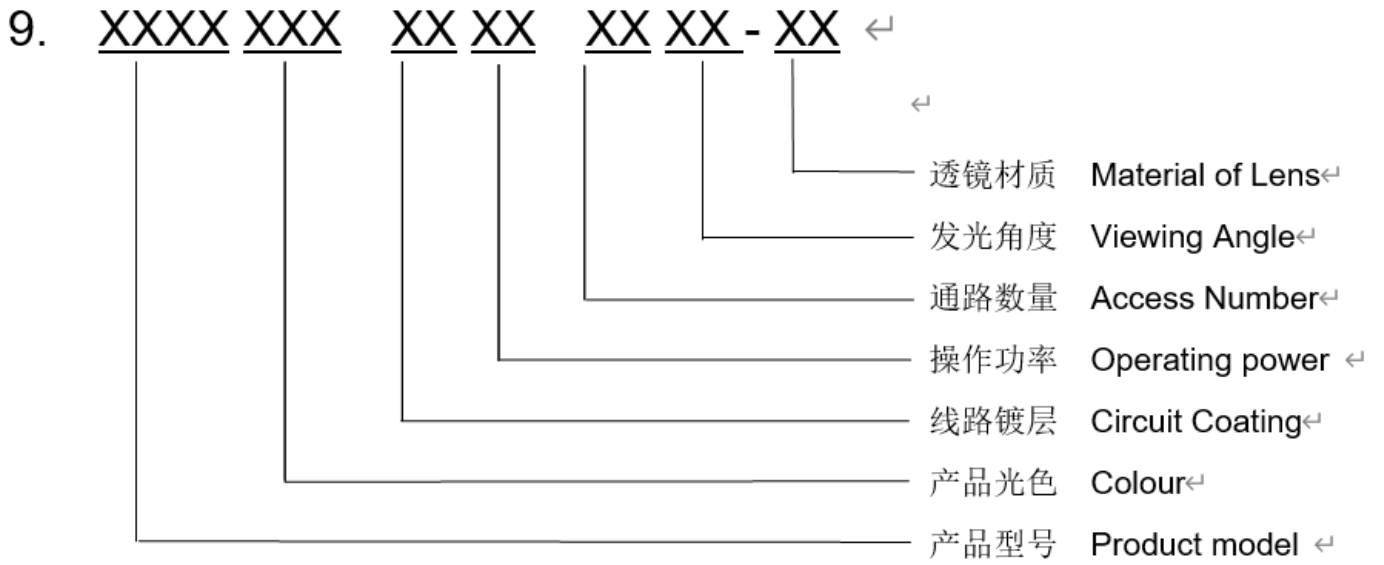 9. XXXX XXX XX XX XX XX - XX
透镜材质 Material of Lens
发光角度 Viewing Angle
通路数量 Access Number
操作功率 Operating power
线路镀层 Circuit Coating
产品光色 Colour
产品型号 Product model